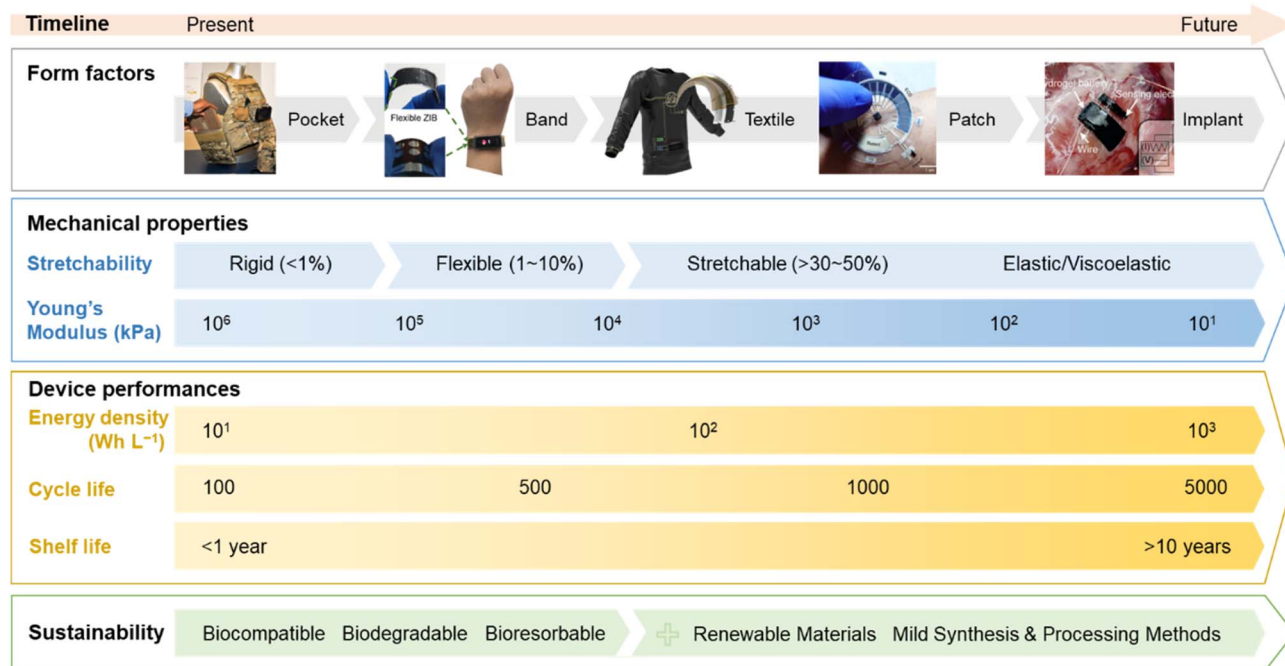 Timeline Present Future
Form factors
Pocket Flexible ZIB Band Textile Patch Implant
Wire
(V)
Mechanical properties
Stretchability Rigid (<1%) Flexible (1~10%) Stretchable (>30~50%) Elastic/Viscoelastic
Young's
Modulus (kPa) 10⁶ 10⁵ 10⁴ 10³ 10² 10¹
Device performances
Energy density
(Wh L⁻¹) 10¹ 10² 10³
Cycle life 100 500 1000 5000
Shelf life <1 year >10 years
Sustainability Biocompatible Biodegradable Bioresorbable Renewable Materials Mild Synthesis & Processing Methods